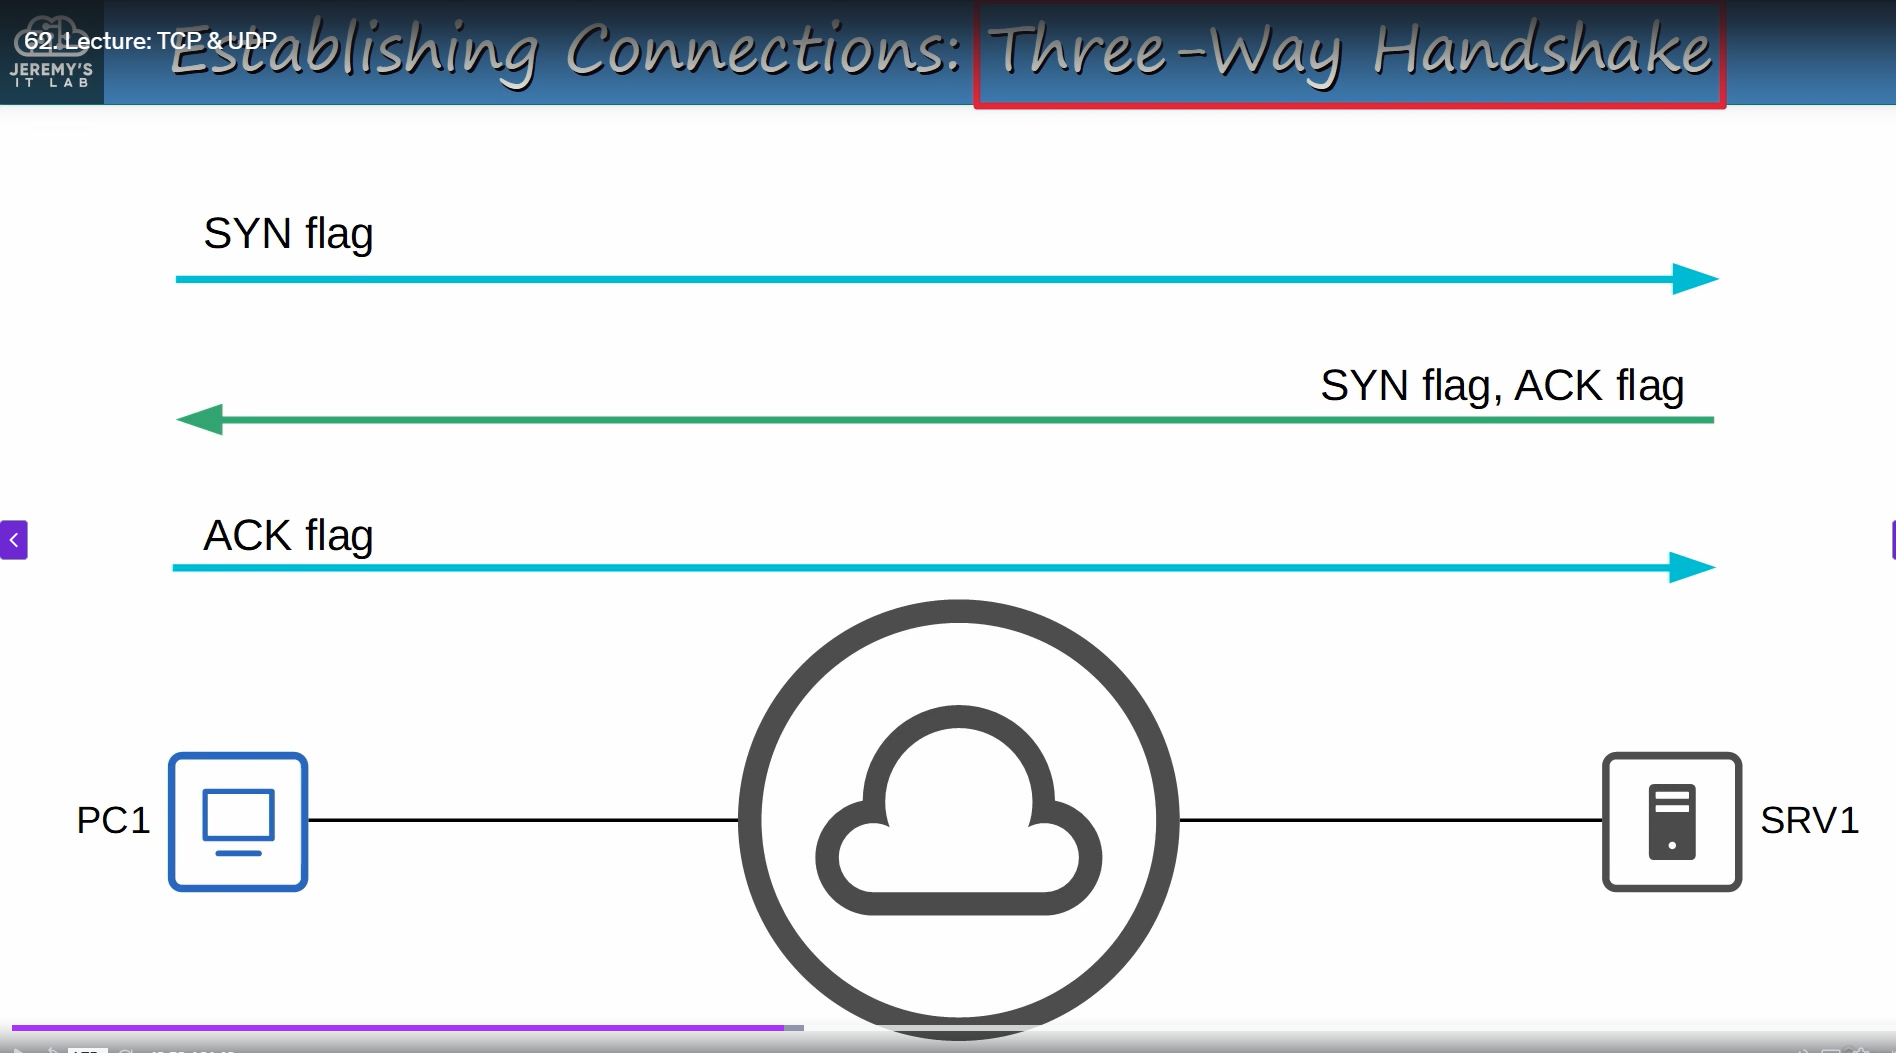 62. Lecture: TCP & UDP
Establishing Connections: Three-Way Handshake
JEREMY'S
IT LAB
SYN flag
SYN flag, ACK flag
ACK flag
PC1
SRV1